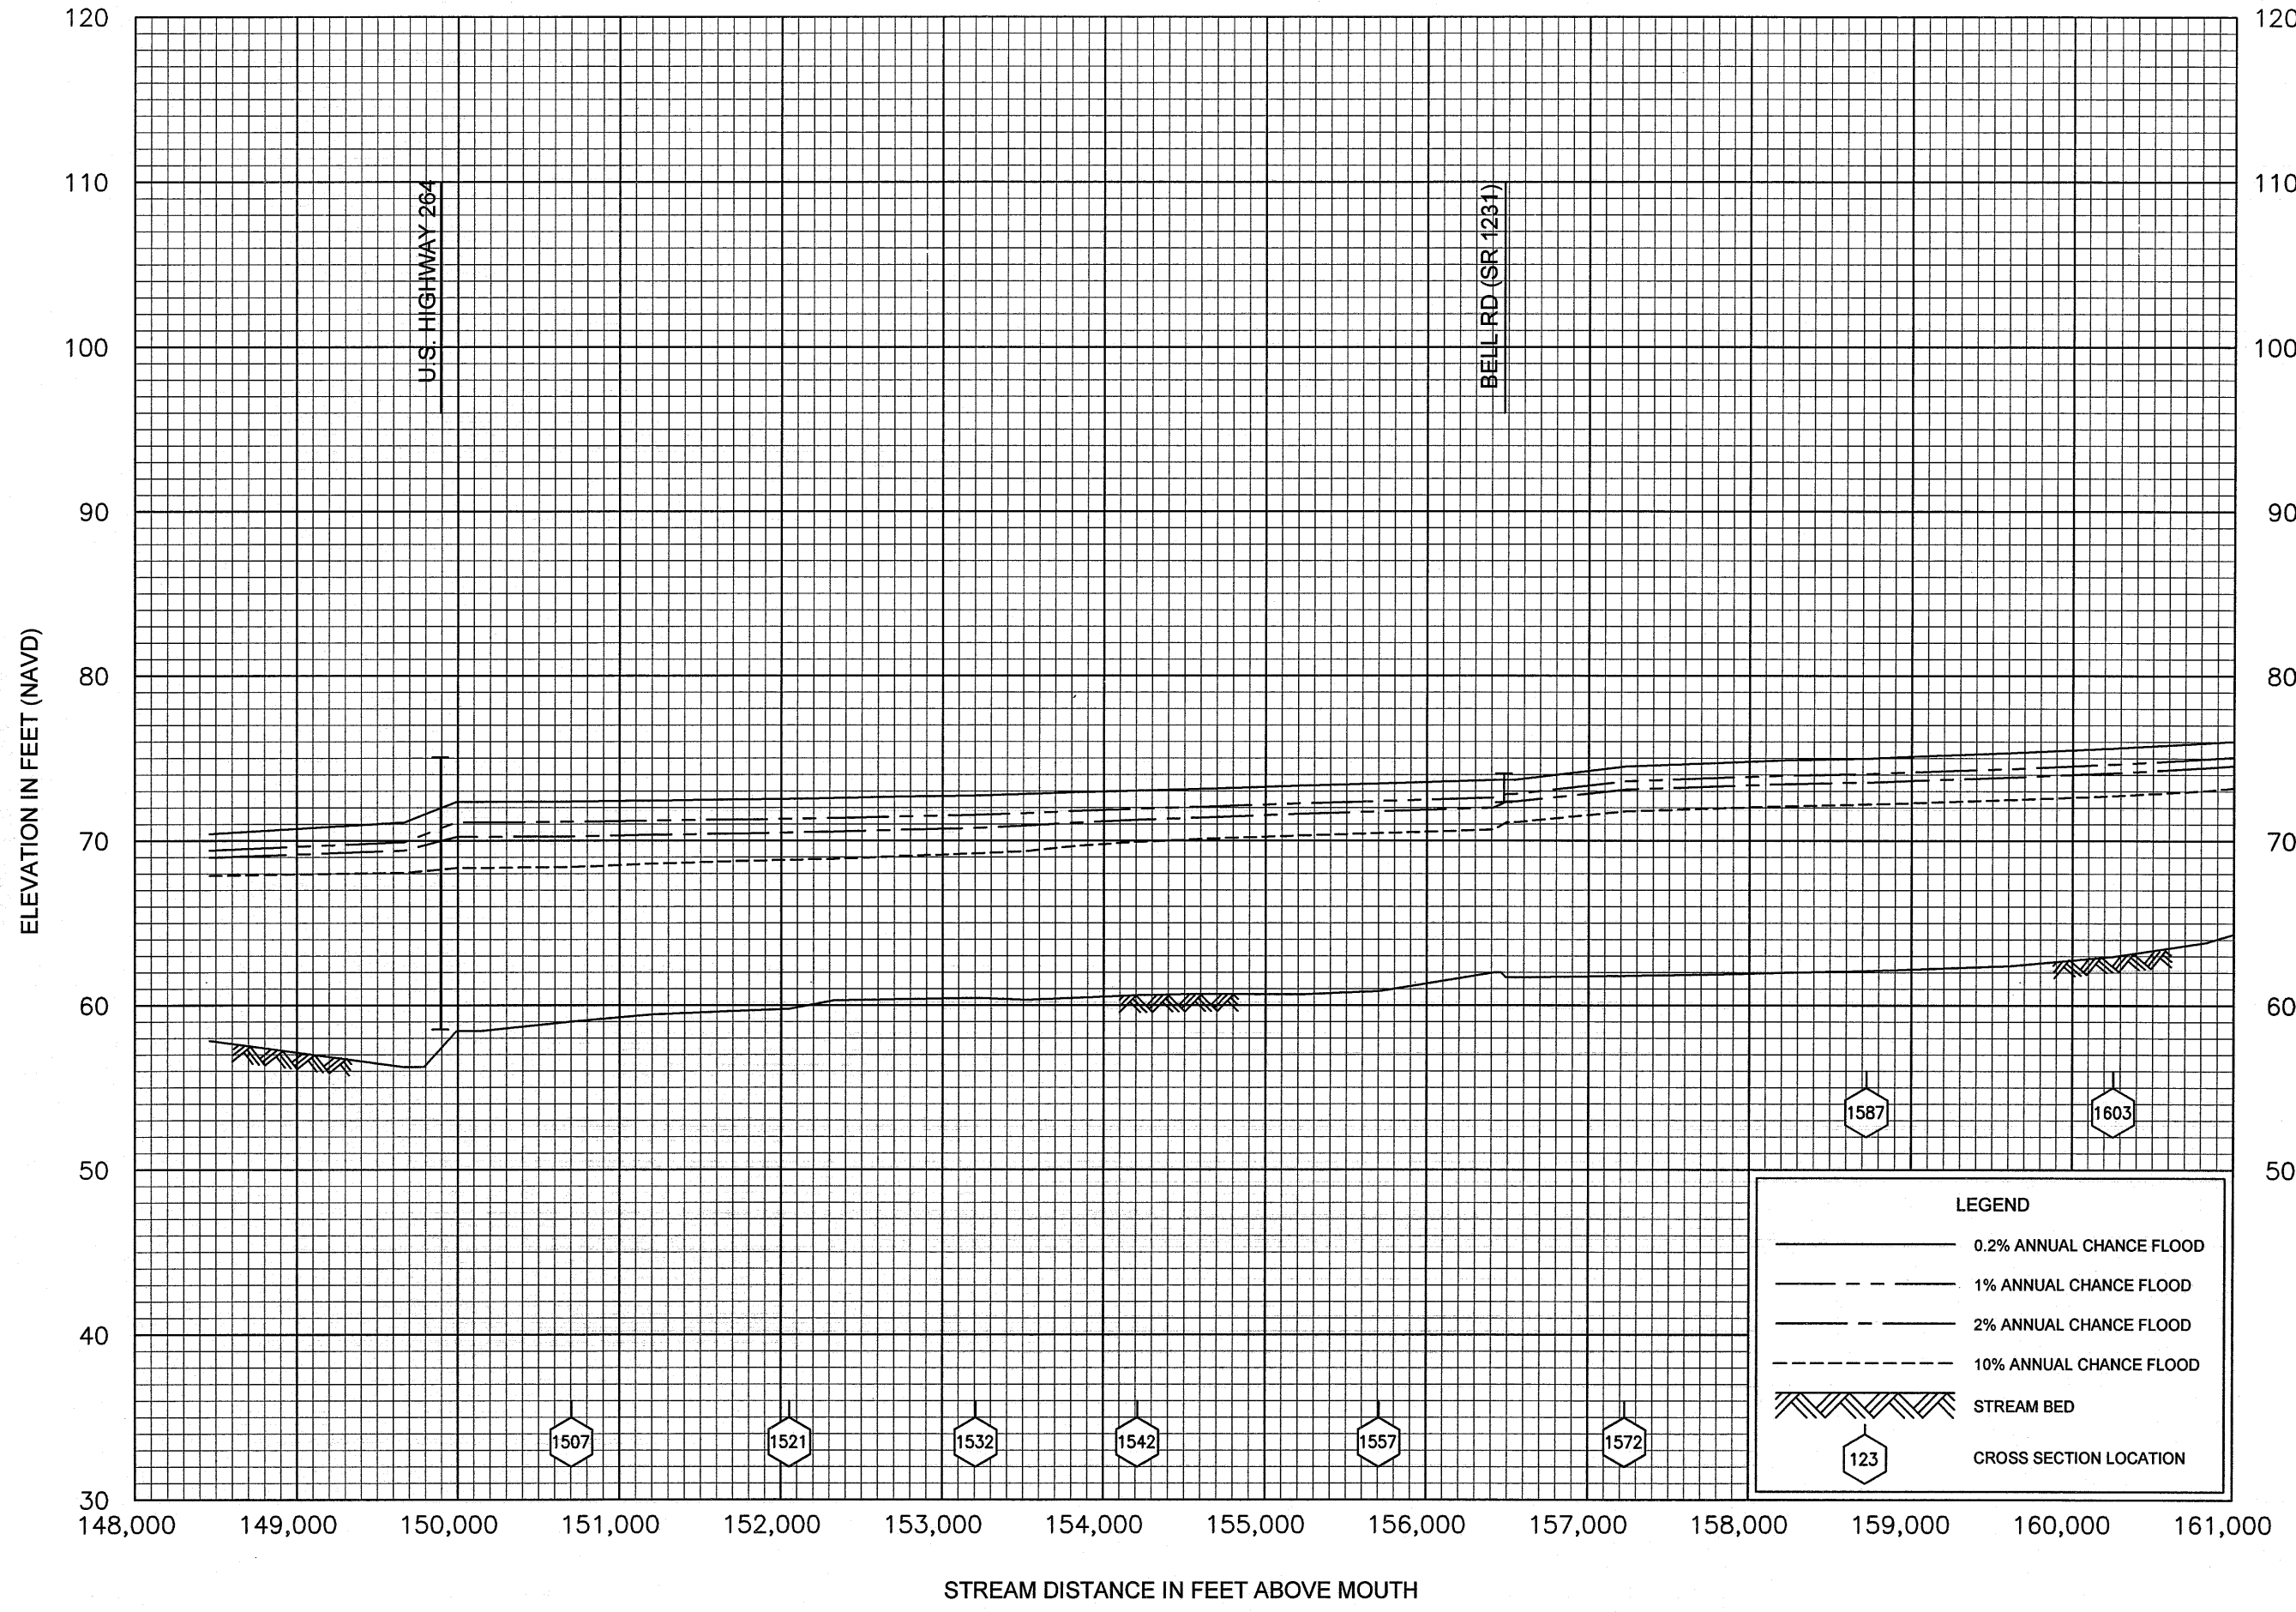 120
120
110
110
100
100
90
90
80
80
70
70
60
60
50
50
40
30
ELEVATION IN FEET (NAVD)
U.S. HIGHWAY 264
BELL RD (SR 1231)
1587
1603
1507
1521
1532
1542
1557
1572
LEGEND
0.2% ANNUAL CHANCE FLOOD
1% ANNUAL CHANCE FLOOD
2% ANNUAL CHANCE FLOOD
10% ANNUAL CHANCE FLOOD
STREAM BED
123 CROSS SECTION LOCATION
148,000 149,000 150,000 151,000 152,000 153,000 154,000 155,000 156,000 157,000 158,000 159,000 160,000 161,000
STREAM DISTANCE IN FEET ABOVE MOUTH